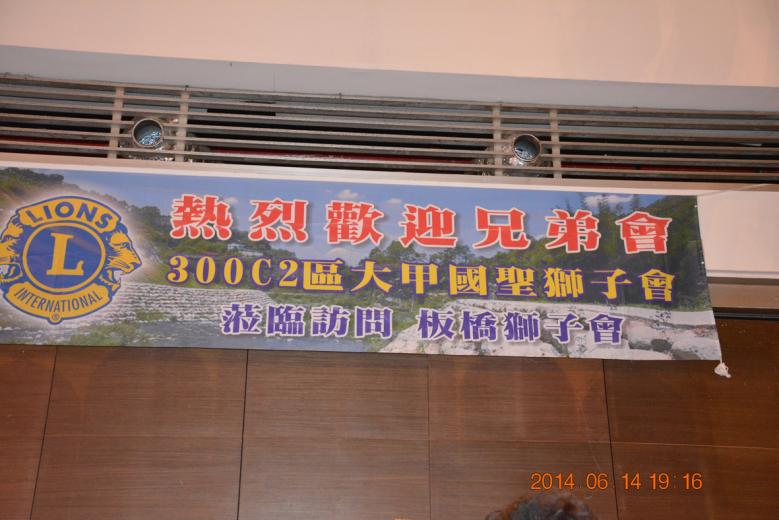 LIONS
L
INTERNATIONAL
®
熱烈歡迎兄弟會
300C2區大甲國聖獅子會
蒞臨訪問 板橋獅子會
2014 06 14 19:16